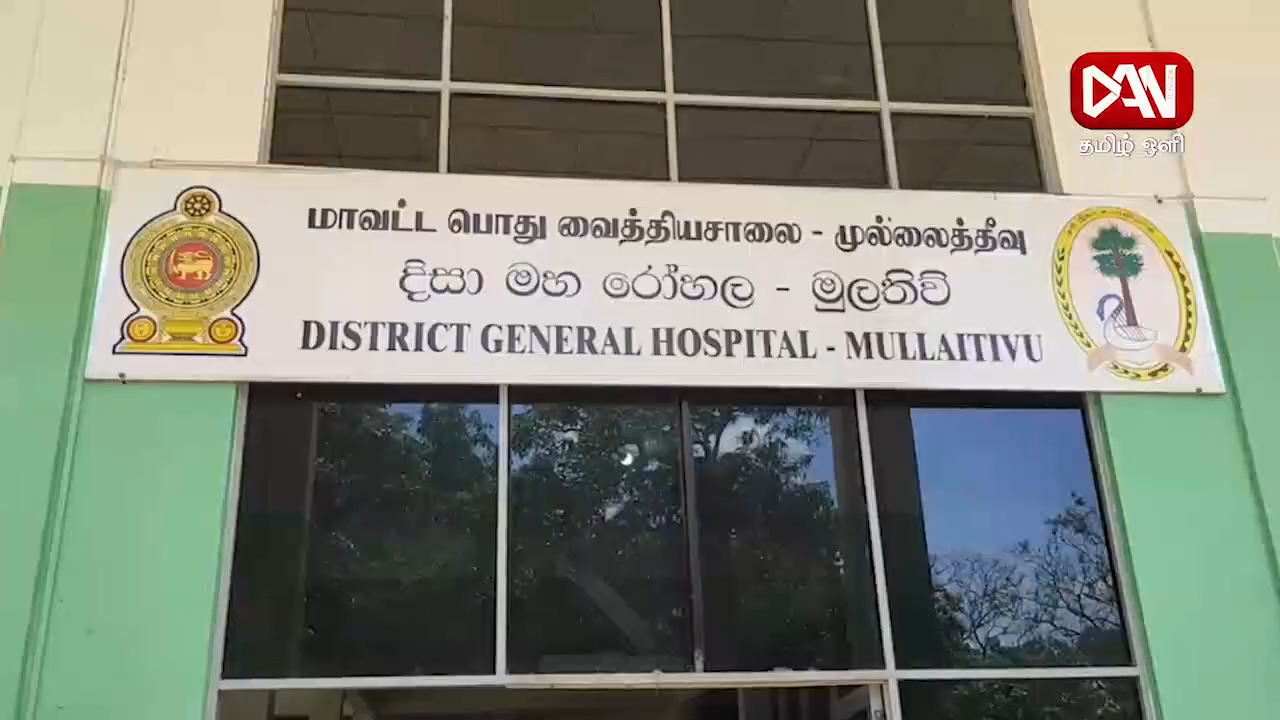 DAN
தமிழ் ஒளி
மாவட்ட பொது வைத்தியசாலை - முல்லைத்தீவு
දිසා මහ රෝහල - මුලතිව්
DISTRICT GENERAL HOSPITAL - MULLAITIVU